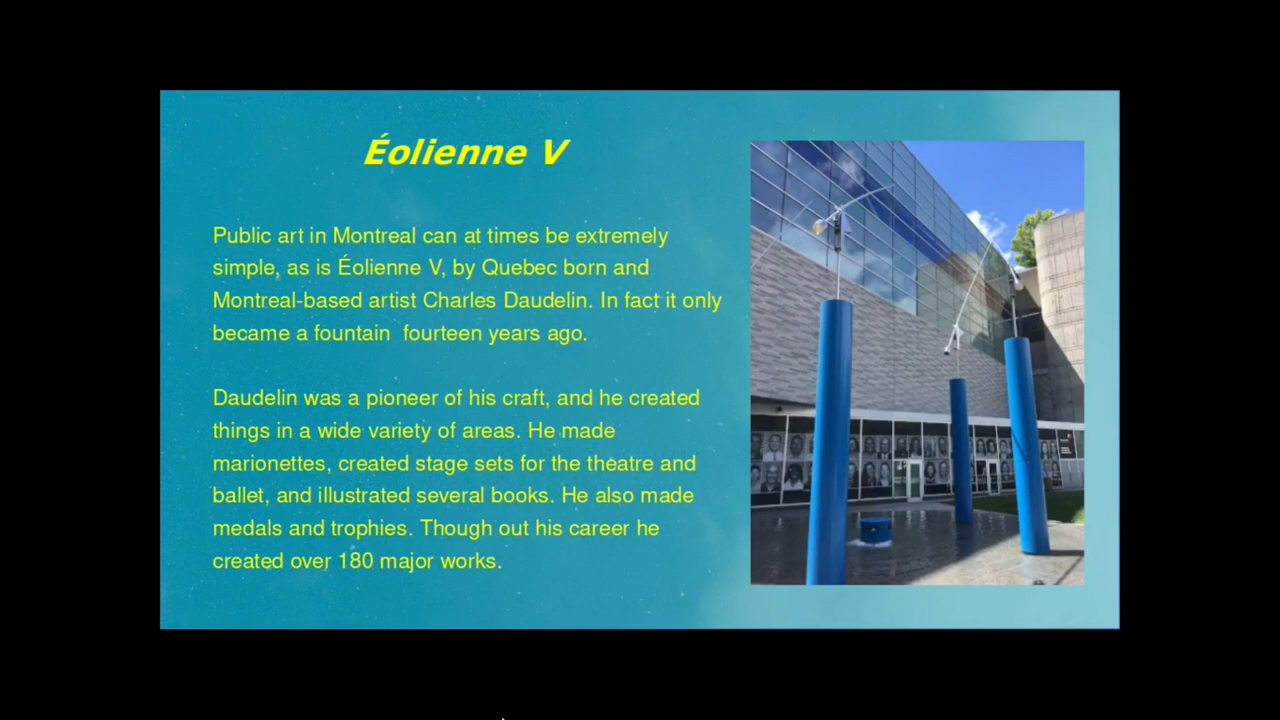 Éolienne V
Public art in Montreal can at times be extremely
simple, as is Éolienne V, by Quebec born and
Montreal-based artist Charles Daudelin. In fact it only
became a fountain  fourteen years ago.
Daudelin was a pioneer of his craft, and he created
things in a wide variety of areas. He made
marionettes, created stage sets for the theatre and
ballet, and illustrated several books. He also made
medals and trophies. Though out his career he
created over 180 major works.